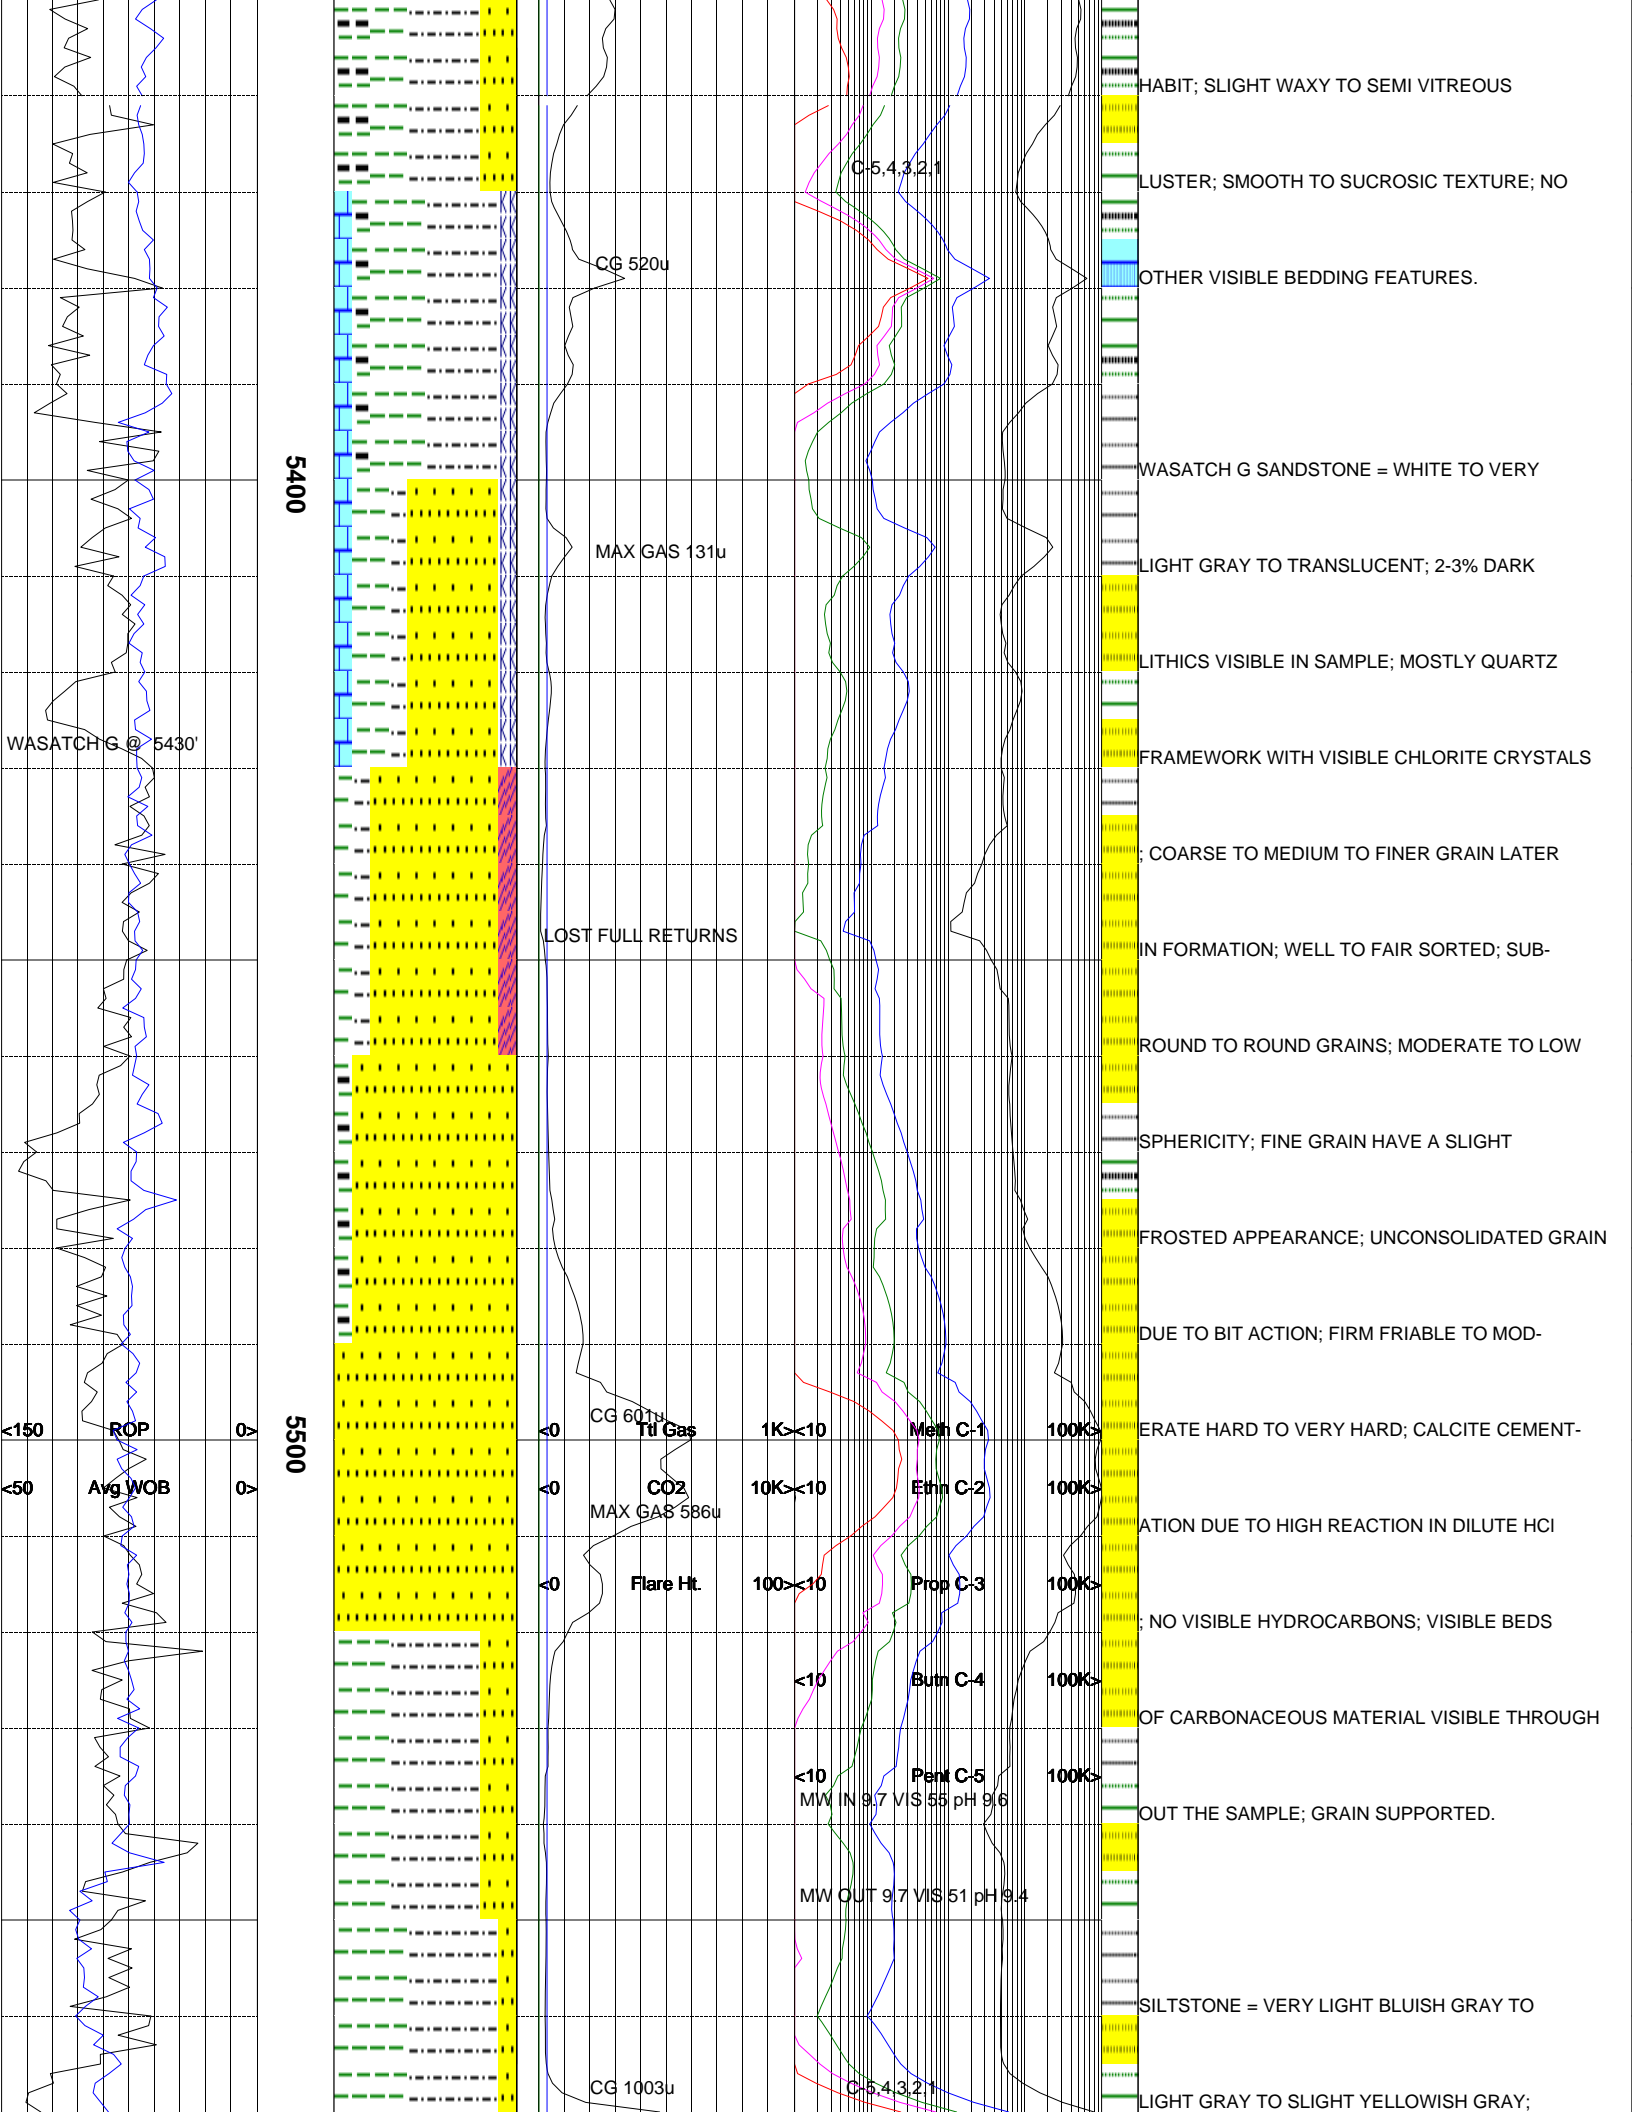 HABIT; SLIGHT WAXY TO SEMI VITREOUS
C-5,4,3,2,1
LUSTER; SMOOTH TO SUCROSIC TEXTURE; NO
CG 520u
OTHER VISIBLE BEDDING FEATURES.
5400
WASATCH G SANDSTONE = WHITE TO VERY
MAX GAS 131u
LIGHT GRAY TO TRANSLUCENT; 2-3% DARK
LITHICS VISIBLE IN SAMPLE; MOSTLY QUARTZ
WASATCH G @ 5430'
FRAMEWORK WITH VISIBLE CHLORITE CRYSTALS
; COARSE TO MEDIUM TO FINER GRAIN LATER
LOST FULL RETURNS
IN FORMATION; WELL TO FAIR SORTED; SUB-
ROUND TO ROUND GRAINS; MODERATE TO LOW
SPHERICITY; FINE GRAIN HAVE A SLIGHT
FROSTED APPEARANCE; UNCONSOLIDATED GRAIN
DUE TO BIT ACTION; FIRM FRIABLE TO MOD-
CG 601u
5500
<150 ROP 0>
<0 Ttl Gas 1K>
<10 Meth C-1 100K>
ERATE HARD TO VERY HARD; CALCITE CEMENT-
<50 Avg WOB 0>
<0 CO2 10K>
<10 Ethn C-2 100K>
MAX GAS 586u
ATION DUE TO HIGH REACTION IN DILUTE HCl
<0 Flare Ht. 100>
<10 Prop C-3 100K>
; NO VISIBLE HYDROCARBONS; VISIBLE BEDS
<10 Butn C-4 100K>
OF CARBONACEOUS MATERIAL VISIBLE THROUGH
<10 Pent C-5 100K>
MW IN 9.7 VIS 55 pH 9.6
OUT THE SAMPLE; GRAIN SUPPORTED.
MW OUT 9.7 VIS 51 pH 9.4
SILTSTONE = VERY LIGHT BLUISH GRAY TO
CG 1003u
C-5,4,3,2,1
LIGHT GRAY TO SLIGHT YELLOWISH GRAY;